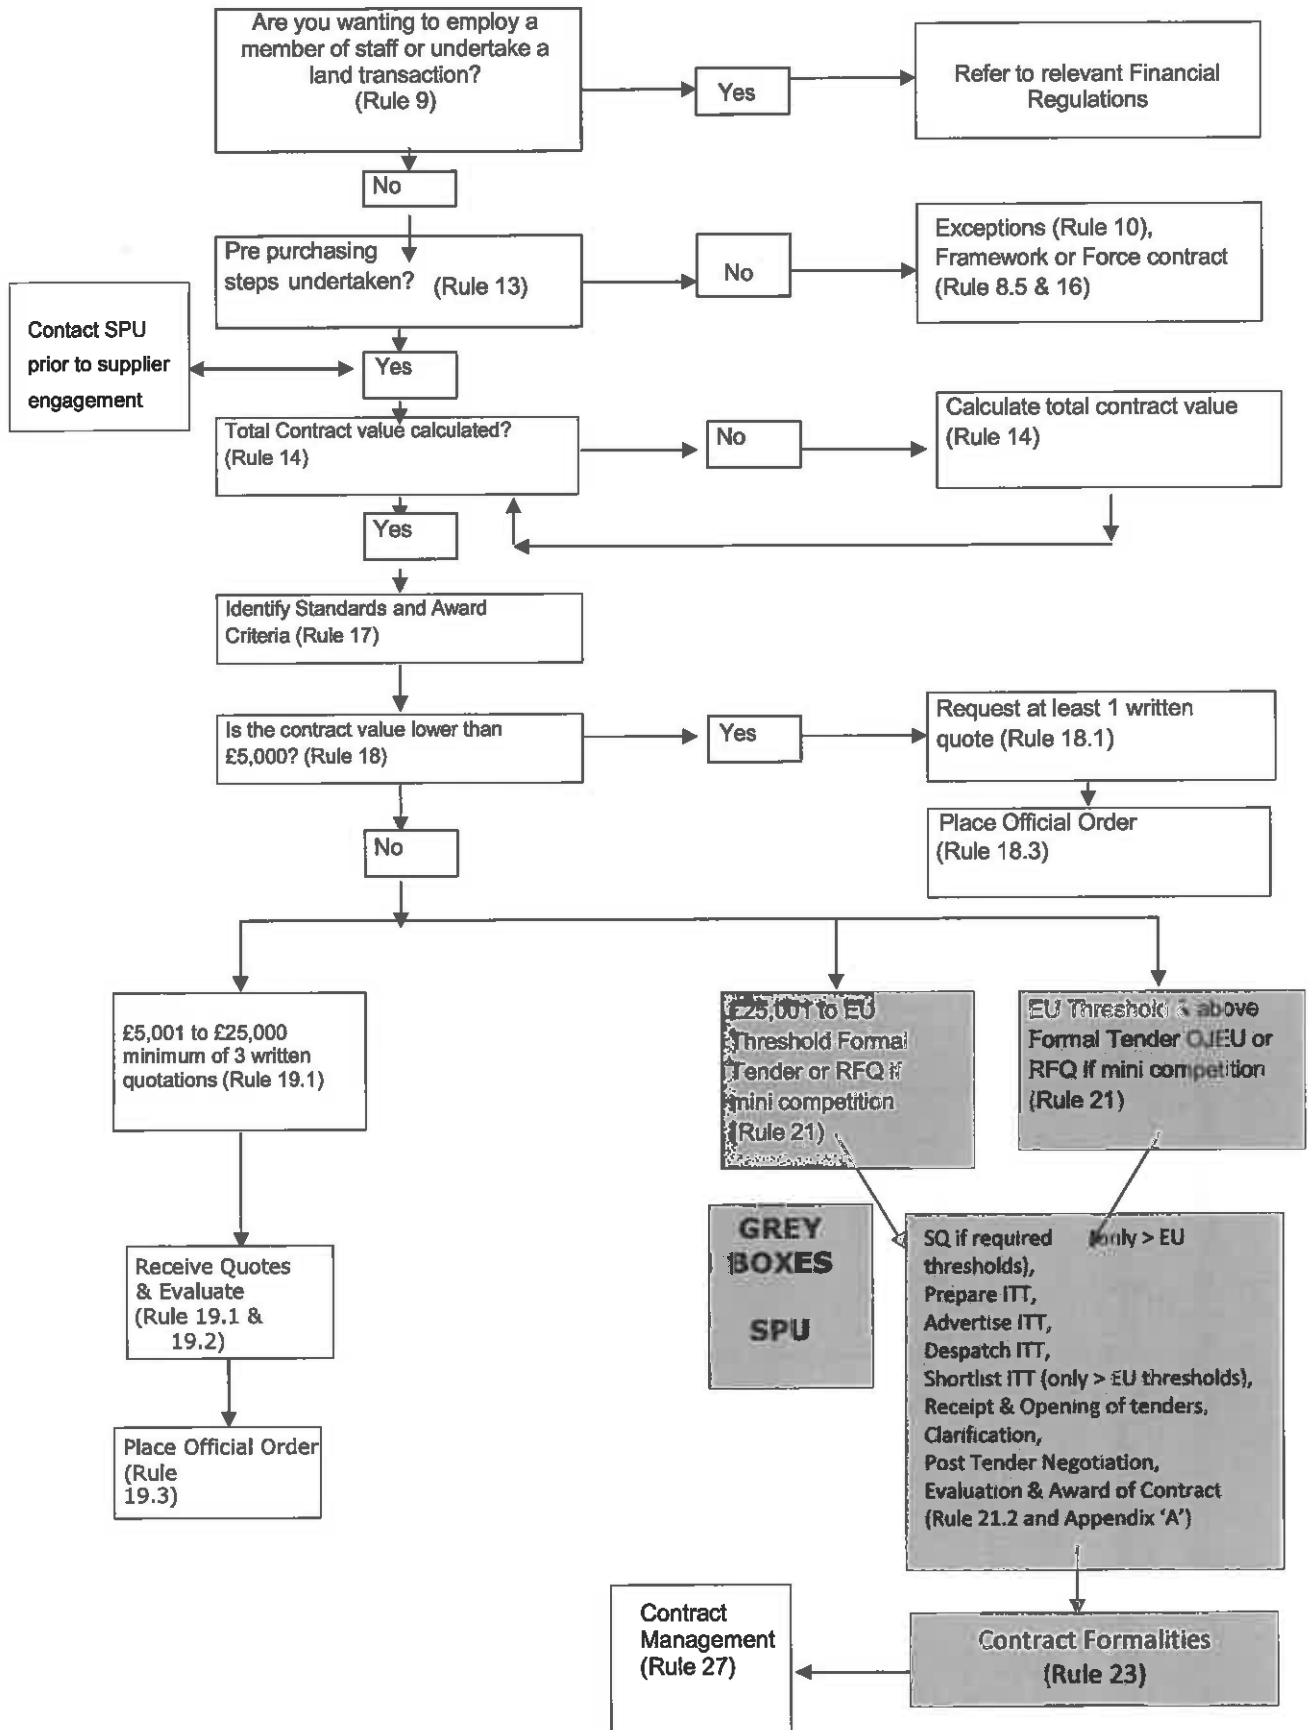 Are you wanting to employ a
member of staff or undertake a
land transaction?
(Rule 9)
Yes
Refer to relevant Financial
Regulations
No
Pre purchasing
steps undertaken? (Rule 13)
No
Exceptions (Rule 10),
Framework or Force contract
(Rule 8.5 & 16)
Contact SPU
prior to supplier
engagement
Yes
Total Contract value calculated?
(Rule 14)
No
Calculate total contract value
(Rule 14)
Yes
Identify Standards and Award
Criteria (Rule 17)
Is the contract value lower than
£5,000? (Rule 18)
Yes
Request at least 1 written
quote (Rule 18.1)
Place Official Order
(Rule 18.3)
No
£5,001 to £25,000
minimum of 3 written
quotations (Rule 19.1)
£25,001 to EU
Threshold Formal
Tender or RFQ if
mini competition
(Rule 21)
EU Threshold & above
Formal Tender OJEU or
RFQ if mini competition
(Rule 21)
Receive Quotes
& Evaluate
(Rule 19.1 &
19.2)
Place Official Order
(Rule
19.3)
GREY
BOXES
SPU
SQ if required (only > EU
thresholds),
Prepare ITT,
Advertise ITT,
Despatch ITT,
Shortlist ITT (only > EU thresholds),
Receipt & Opening of tenders,
Clarification,
Post Tender Negotiation,
Evaluation & Award of Contract
(Rule 21.2 and Appendix ‘A’)
Contract Formalities
(Rule 23)
Contract
Management
(Rule 27)